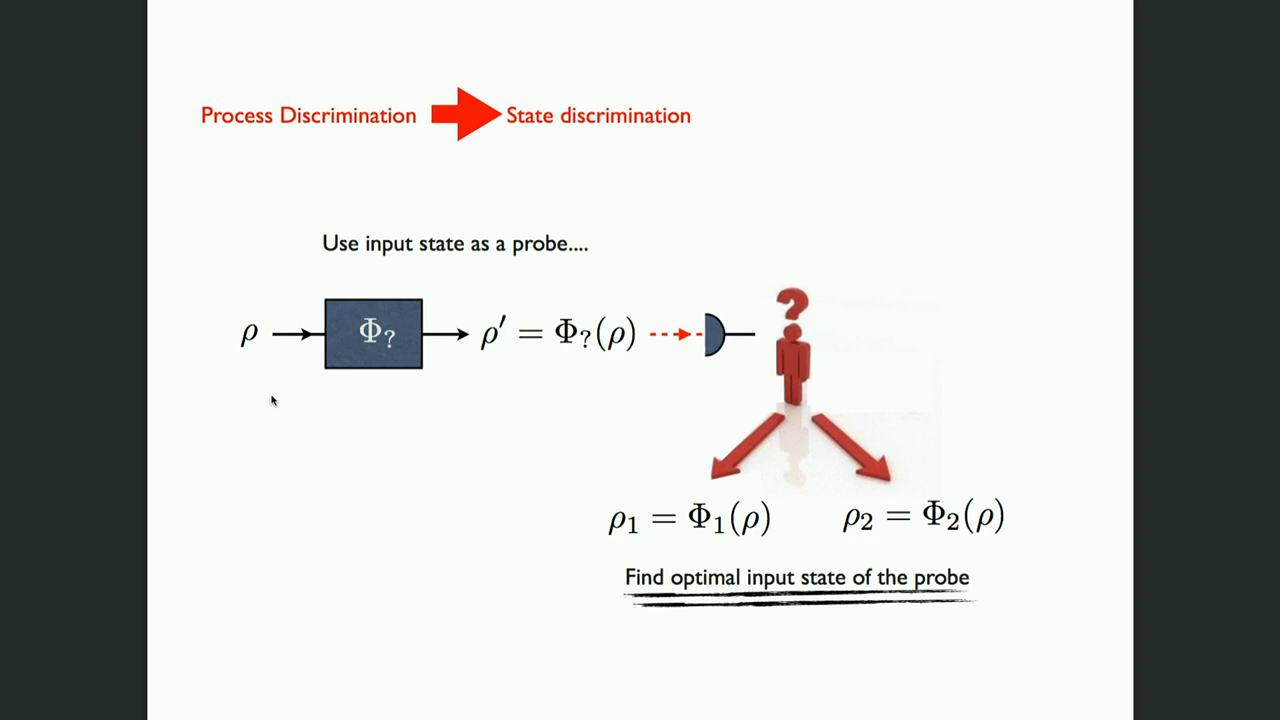 Process Discrimination State discrimination
Use input state as a probe....
ρ Φ? ρ′ = Φ?(ρ) ?
ρ1 = Φ1(ρ) ρ2 = Φ2(ρ)
Find optimal input state of the probe